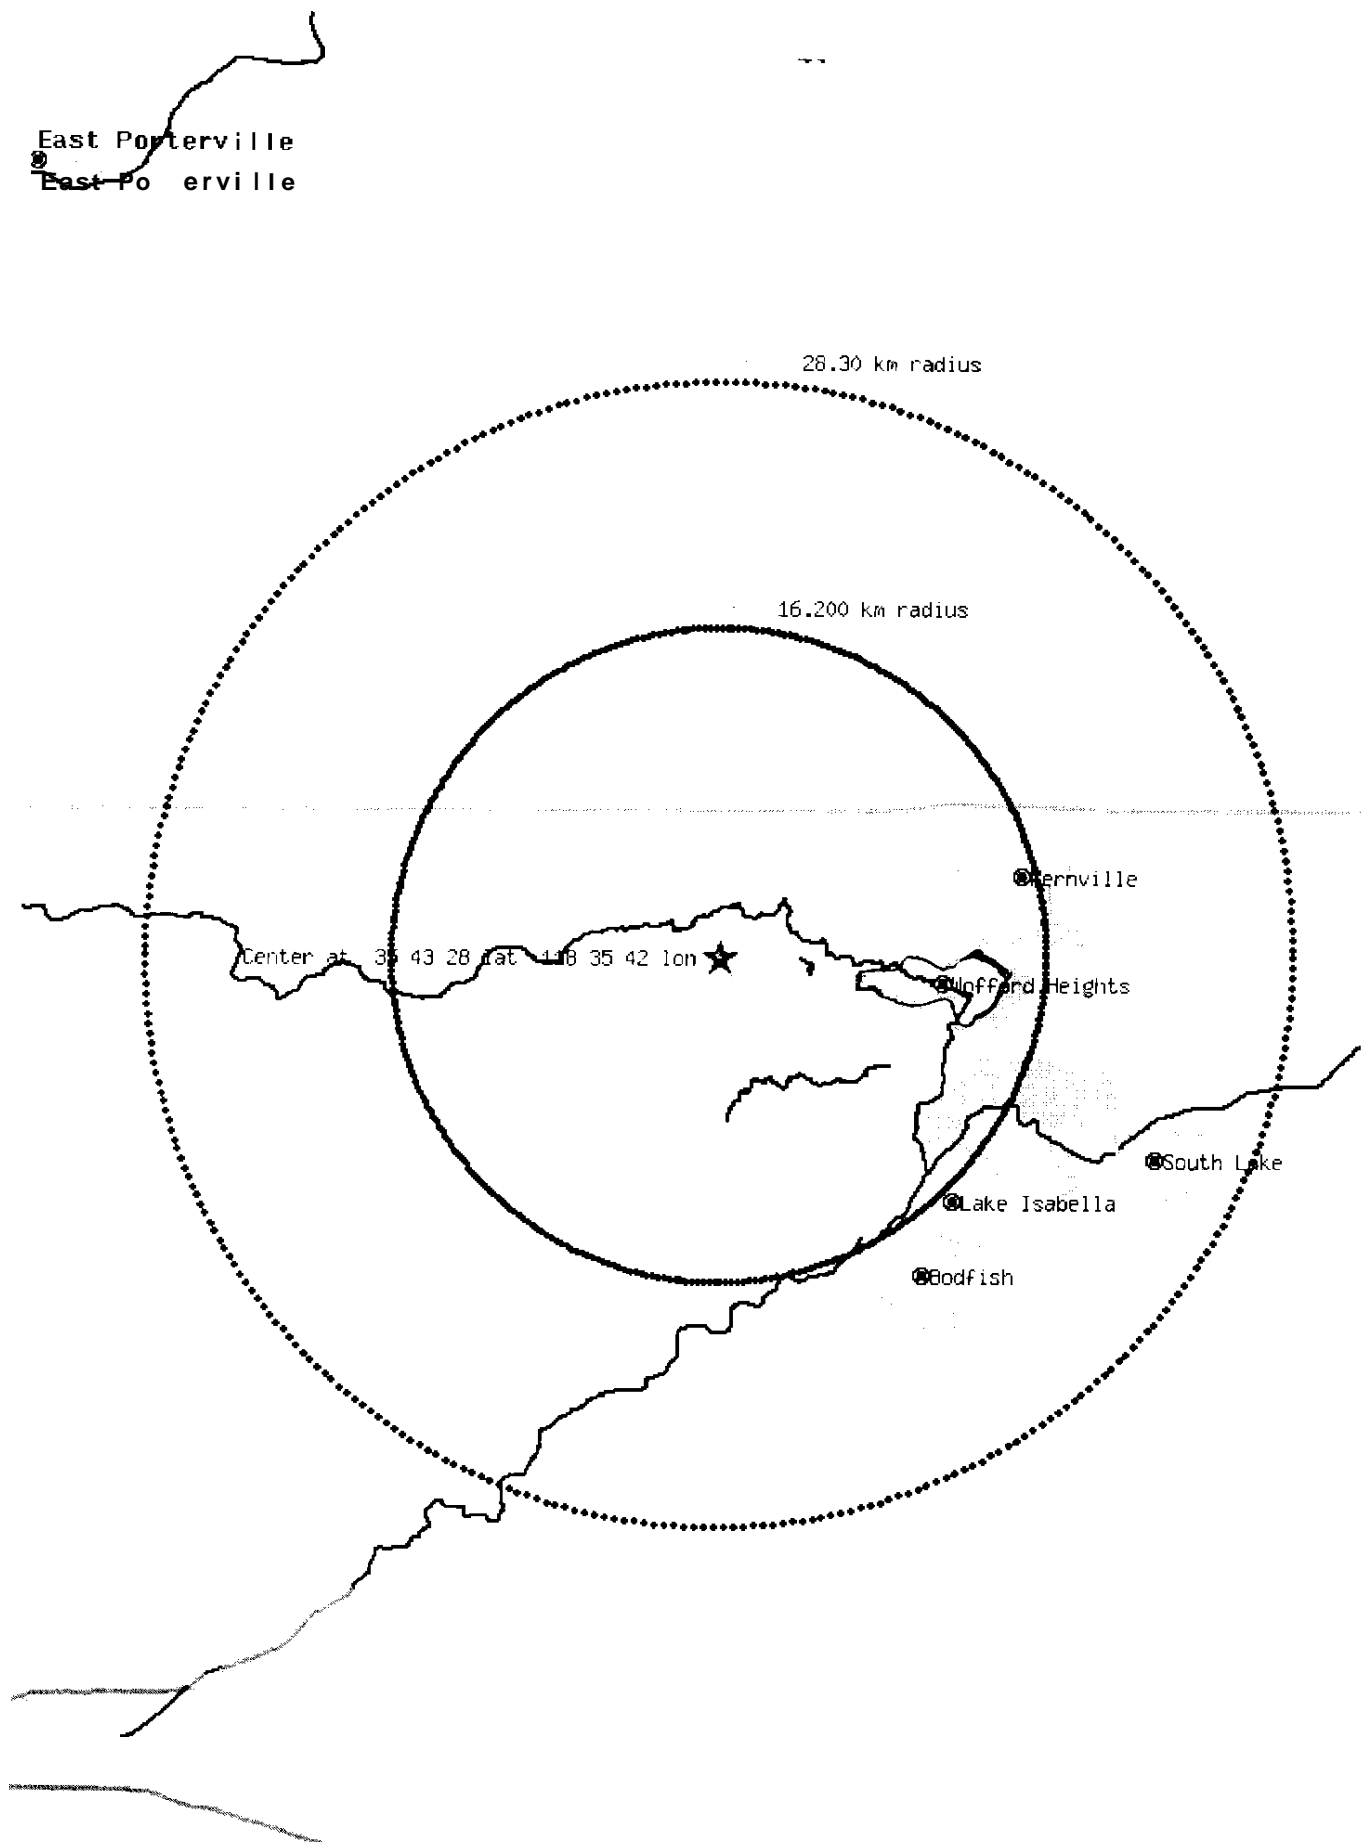 East Porterville
East Po erville
28.30 km radius
16.200 km radius
Kernville
Center at 35 43 28 lat 118 35 42 lon
Wofford Heights
South Lake
Lake Isabella
Bodfish